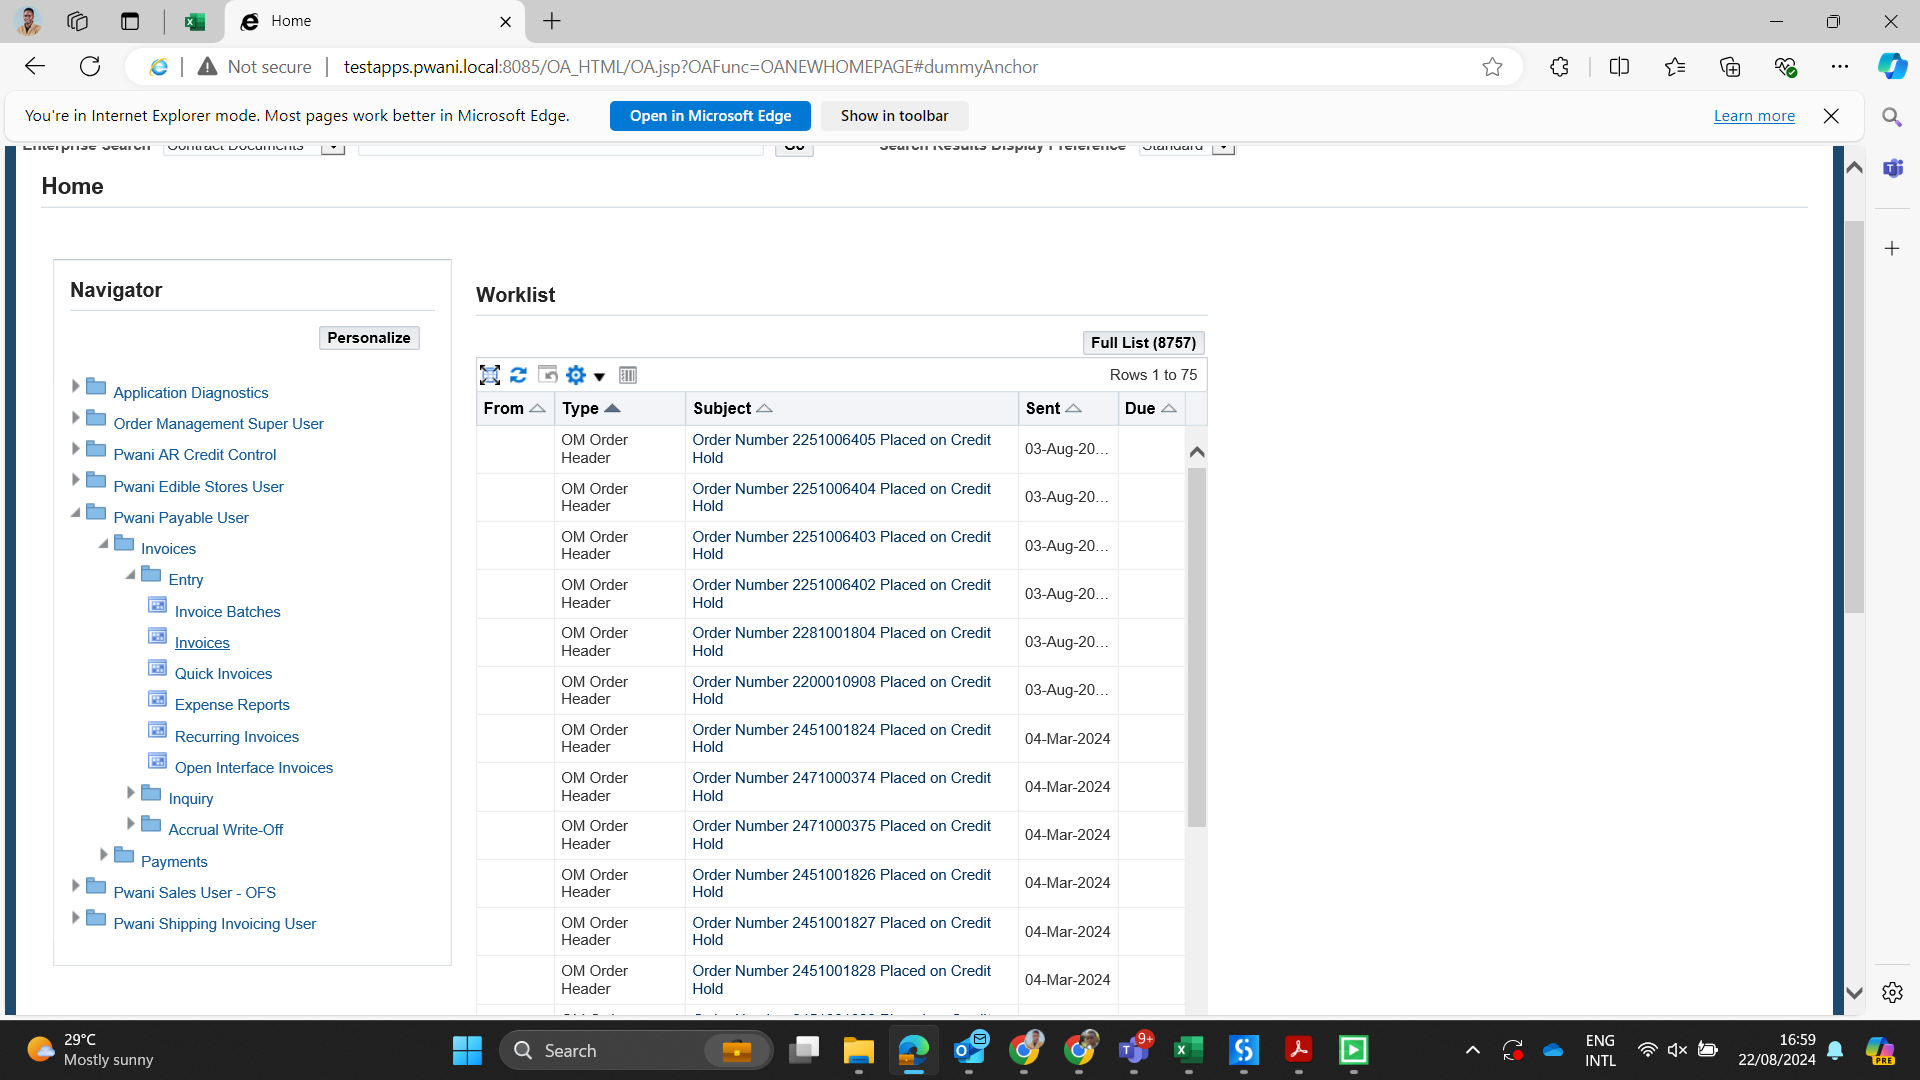 Home
Not secure
testapps.pwani.local:8085/OA_HTML/OA.jsp?OAFunc=OANEWHOMEPAGE#dummyAnchor
You're in Internet Explorer mode. Most pages work better in Microsoft Edge.
Open in Microsoft Edge
Show in toolbar
Learn more
Enterprise Search
Contract Documents
Go
Search Results Display Preference
Standard
Home
Navigator
Personalize
Application Diagnostics
Order Management Super User
Pwani AR Credit Control
Pwani Edible Stores User
Pwani Payable User
Invoices
Entry
Invoice Batches
Invoices
Quick Invoices
Expense Reports
Recurring Invoices
Open Interface Invoices
Inquiry
Accrual Write-Off
Payments
Pwani Sales User - OFS
Pwani Shipping Invoicing User
Worklist
Full List (8757)
Rows 1 to 75
From Type Subject Sent Due
OM Order Header Order Number 2251006405 Placed on Credit Hold 03-Aug-20...
OM Order Header Order Number 2251006404 Placed on Credit Hold 03-Aug-20...
OM Order Header Order Number 2251006403 Placed on Credit Hold 03-Aug-20...
OM Order Header Order Number 2251006402 Placed on Credit Hold 03-Aug-20...
OM Order Header Order Number 2281001804 Placed on Credit Hold 03-Aug-20...
OM Order Header Order Number 2200010908 Placed on Credit Hold 03-Aug-20...
OM Order Header Order Number 2451001824 Placed on Credit Hold 04-Mar-2024
OM Order Header Order Number 2471000374 Placed on Credit Hold 04-Mar-2024
OM Order Header Order Number 2471000375 Placed on Credit Hold 04-Mar-2024
OM Order Header Order Number 2451001826 Placed on Credit Hold 04-Mar-2024
OM Order Header Order Number 2451001827 Placed on Credit Hold 04-Mar-2024
OM Order Header Order Number 2451001828 Placed on Credit Hold 04-Mar-2024
29°C
Mostly sunny
Search
9+
ENG
INTL
16:59
22/08/2024
PRE